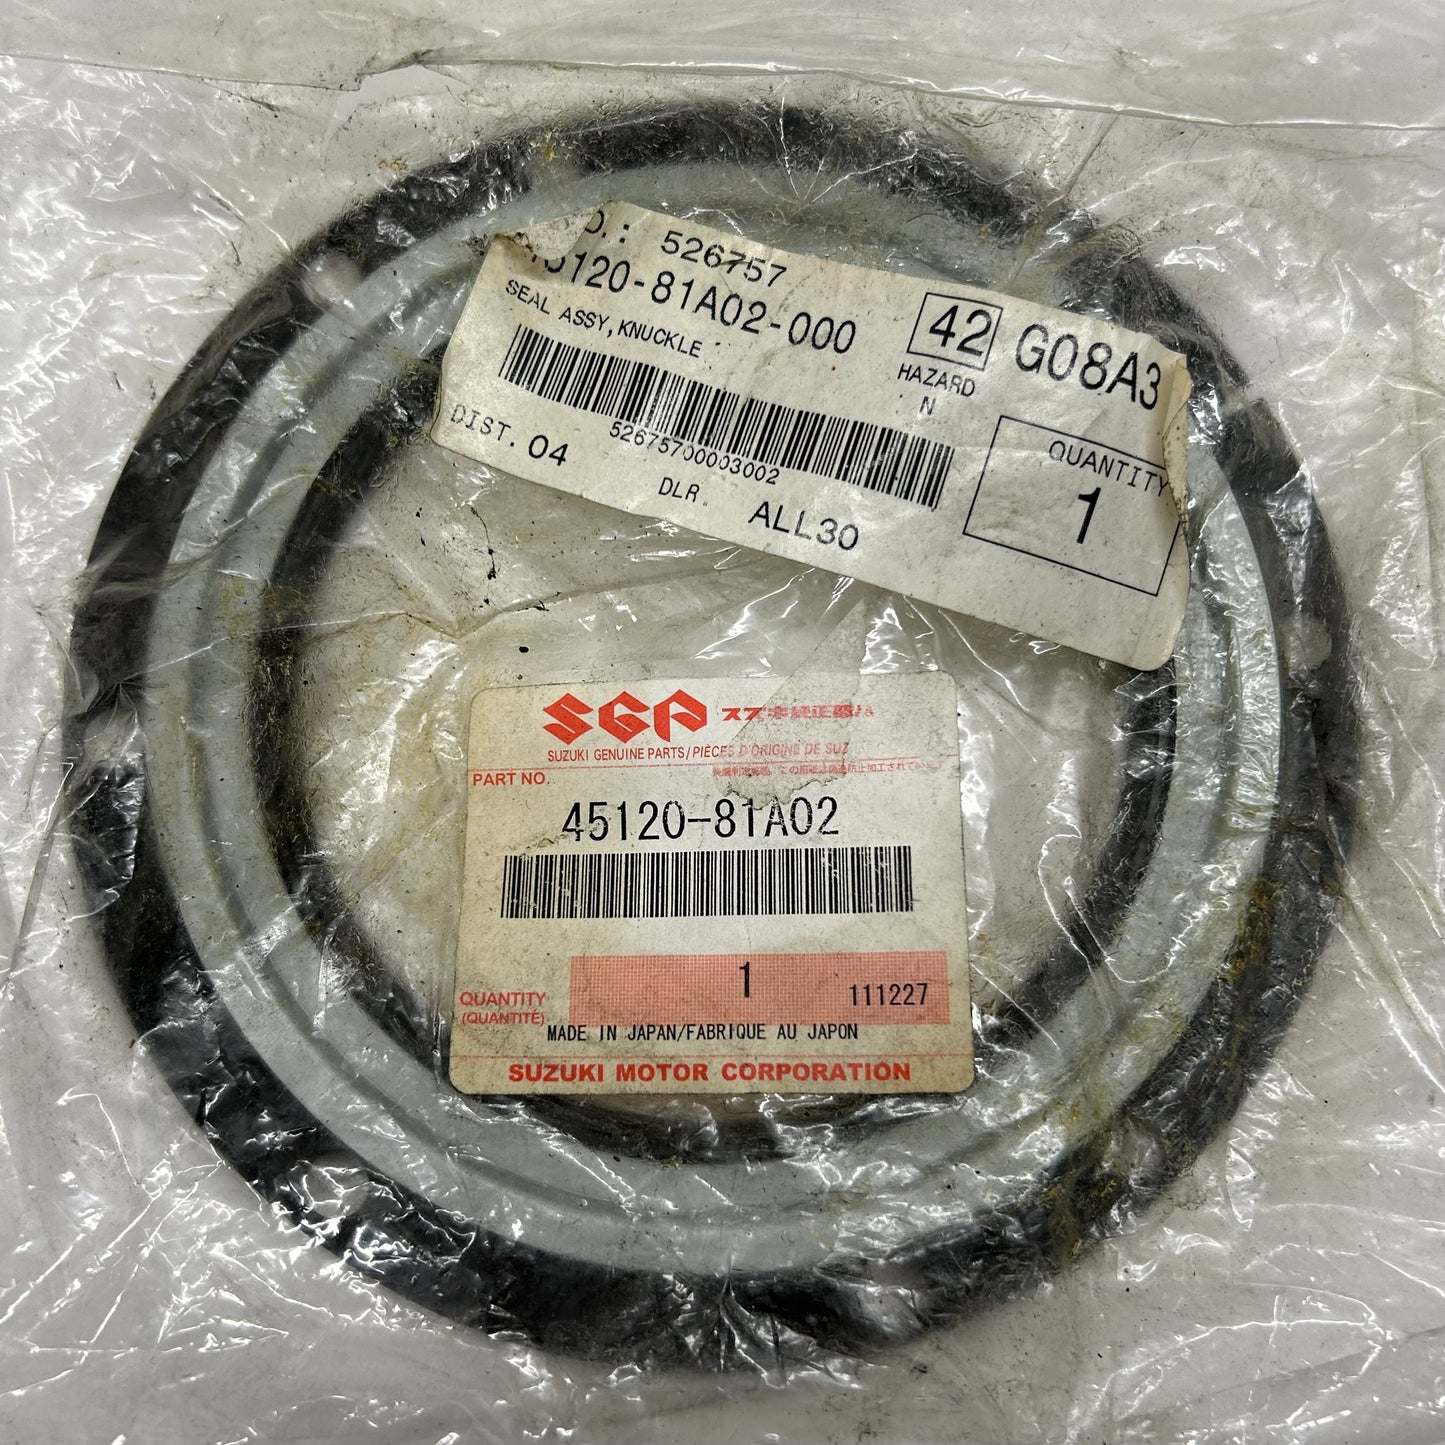 O.: 526757
45120-81A02-000
SEAL ASSY, KNUCKLE
42 G08A3
HAZARD
N
QUANTITY
1
52675700003002
DIST. 04
DLR. ALL30
SGP
SUZUKI GENUINE PARTS/PIÈCES D'ORIGINE DE SUZ
PART NO.
45120-81A02
1
111227
QUANTITY
(QUANTITÉ)
MADE IN JAPAN/FABRIQUE AU JAPON
SUZUKI MOTOR CORPORATION